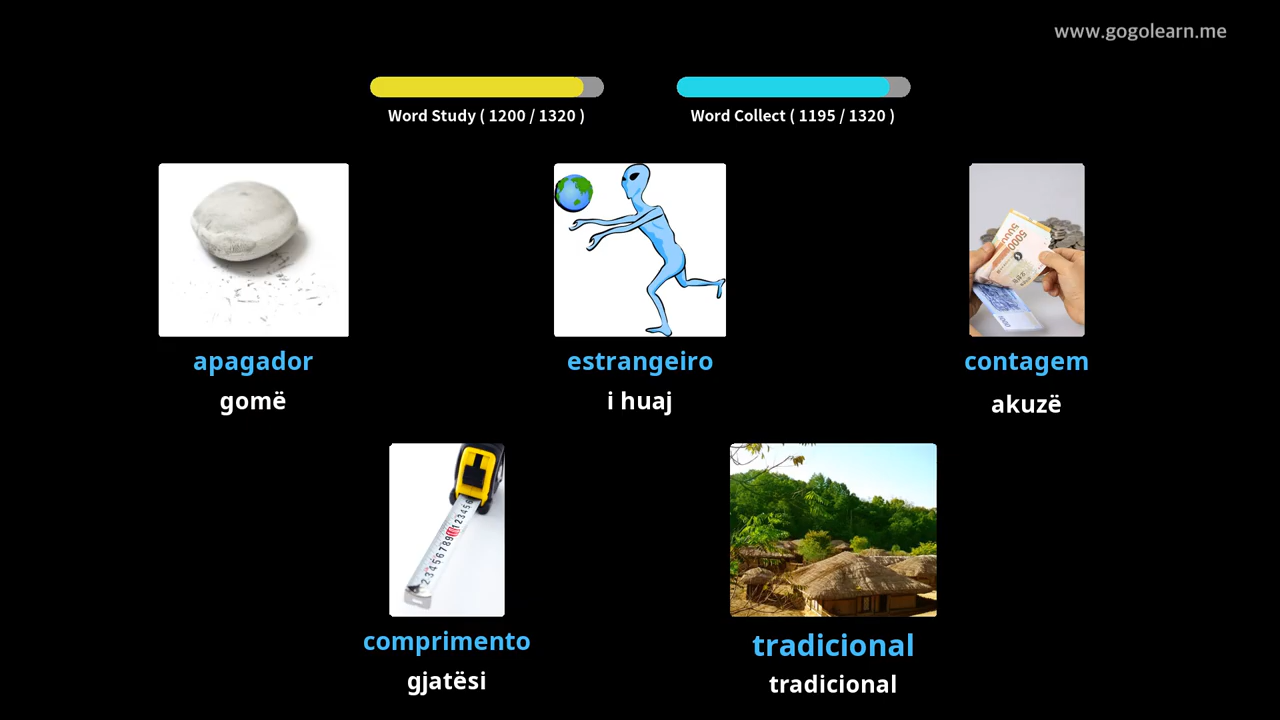 www.gogolearn.me
Word Study ( 1200 / 1320 )
Word Collect ( 1195 / 1320 )
apagador
gomë
estrangeiro
i huaj
contagem
akuzë
comprimento
gjatësi
tradicional
tradicional